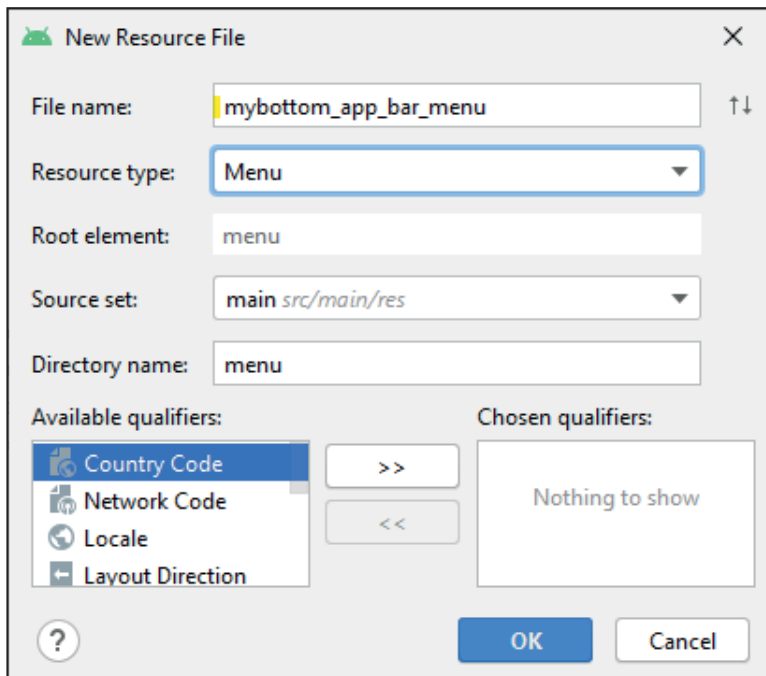 New Resource File
File name: mybottom_app_bar_menu
Resource type: Menu
Root element: menu
Source set: main src/main/res
Directory name: menu
Available qualifiers: Chosen qualifiers:
Country Code >>
Network Code Nothing to show
Locale <<
Layout Direction
? OK Cancel